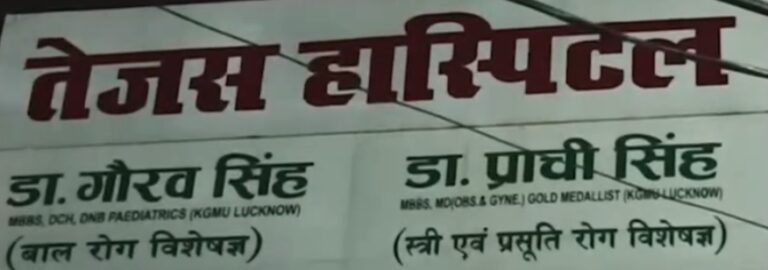 तेजस हास्पिटल
डा. गौरव सिंह
MBBS, DCH, DNB PAEDIATRICS (KGMU LUCKNOW)
(बाल रोग विशेषज्ञ)
डा. प्राची सिंह
MBBS, MD(OBS.& GYNE.) GOLD MEDALLIST (KGMU LUCKNOW)
(स्त्री एवं प्रसूति रोग विशेषज्ञ)